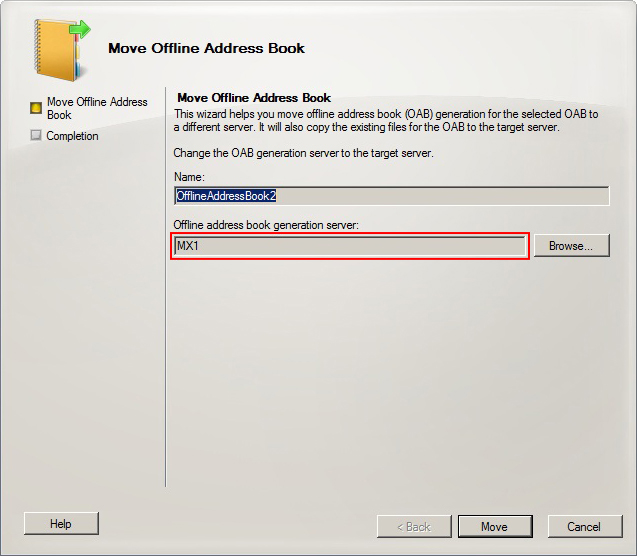 Move Offline Address Book
Move Offline Address
Book
Completion
Move Offline Address Book
This wizard helps you move offline address book (OAB) generation for the selected OAB to
a different server. It will also copy the existing files for the OAB to the target server.
Change the OAB generation server to the target server.
Name:
OfflineAddressBook2
Offline address book generation server:
MX1
Browse...
Help
< Back
Move
Cancel